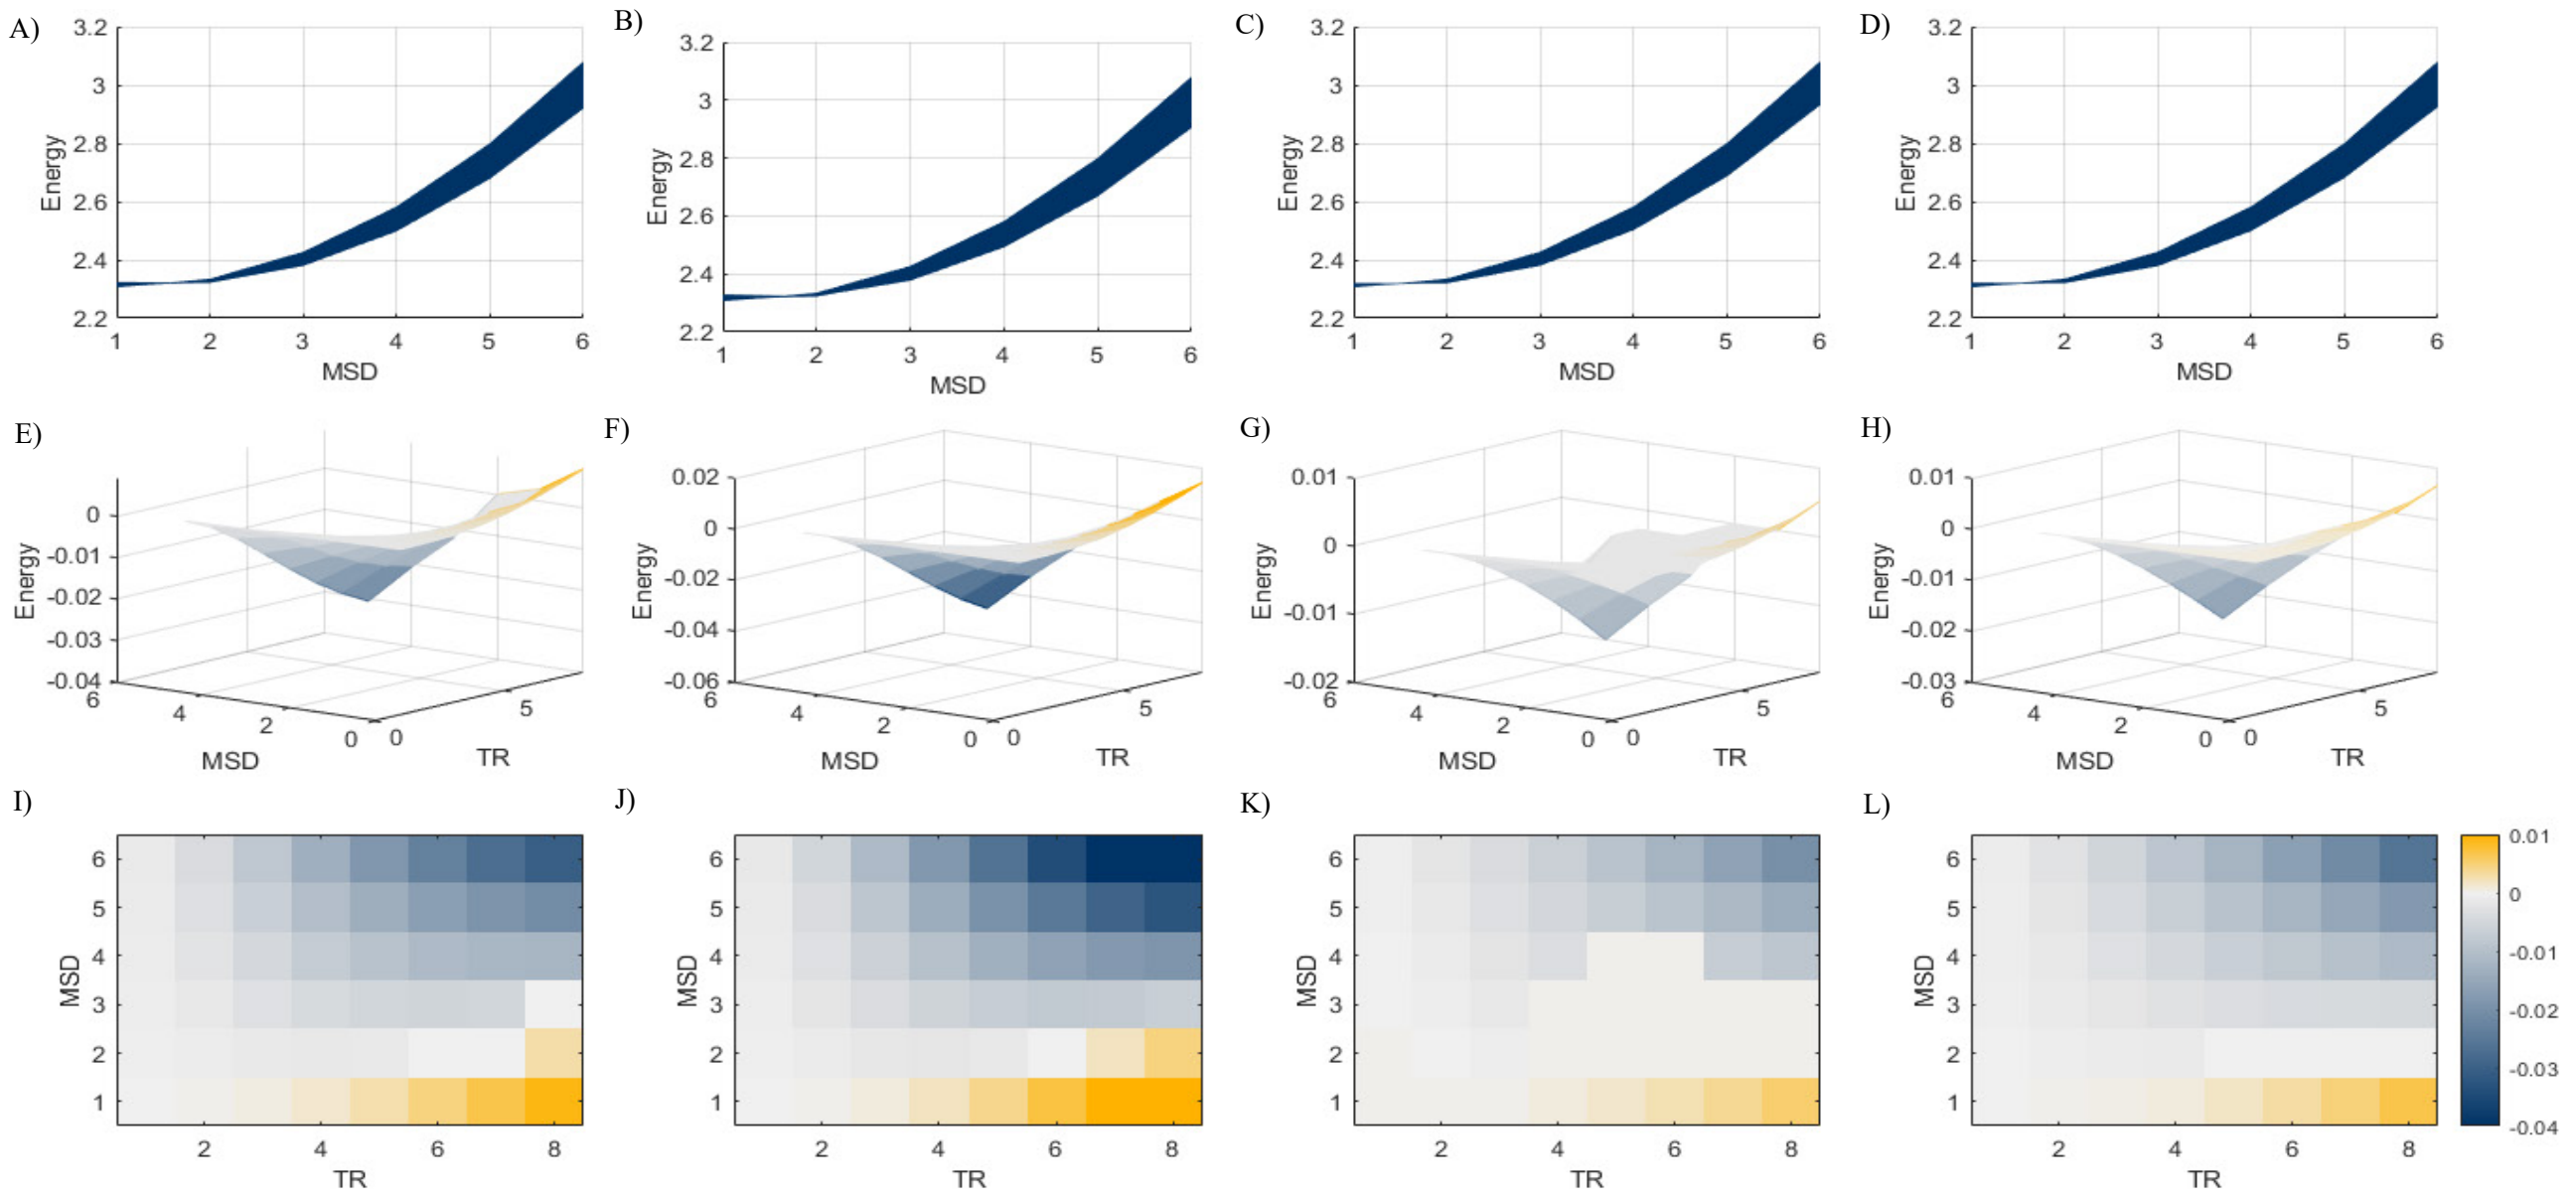 A)
3.2
3
2.8
2.6
2.4
2.2
Energy
1 2 3 4 5 6
MSD
B)
3.2
3
2.8
2.6
2.4
2.2
Energy
1 2 3 4 5 6
MSD
C)
3.2
3
2.8
2.6
2.4
2.2
Energy
1 2 3 4 5 6
MSD
D)
3.2
3
2.8
2.6
2.4
2.2
Energy
1 2 3 4 5 6
MSD
E)
0
-0.01
-0.02
-0.03
-0.04
Energy
6 4 2 0
MSD
0 5
TR
F)
0.02
0
-0.02
-0.04
-0.06
Energy
6 4 2 0
MSD
0 5
TR
G)
0.01
0
-0.01
-0.02
Energy
6 4 2 0
MSD
0 5
TR
H)
0.01
0
-0.01
-0.02
-0.03
Energy
6 4 2 0
MSD
0 5
TR
I)
6
5
4
3
2
1
MSD
2 4 6 8
TR
J)
6
5
4
3
2
1
MSD
2 4 6 8
TR
K)
6
5
4
3
2
1
MSD
2 4 6 8
TR
L)
6
5
4
3
2
1
MSD
2 4 6 8
TR
0.01
0
-0.01
-0.02
-0.03
-0.04